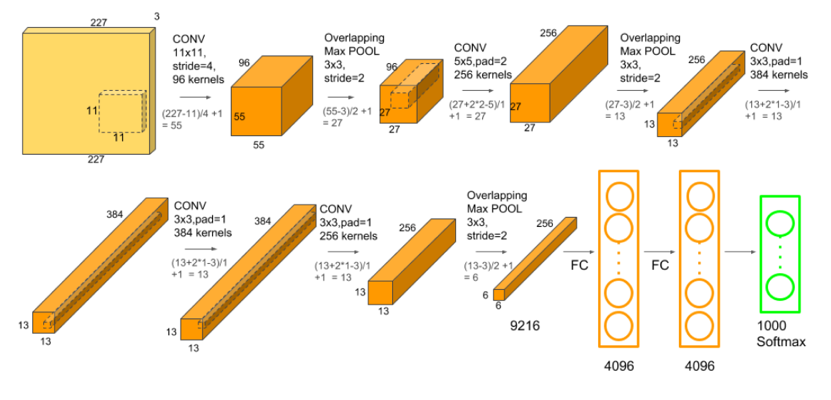 227
3
11
11
227
CONV
11x11,
stride=4,
96 kernels
(227-11)/4 +1
= 55
96
55
55
Overlapping
Max POOL
3x3,
stride=2
(55-3)/2 +1
= 27
96
27
27
CONV
5x5,pad=2
256 kernels
(27+2*2-5)/1
+1 = 27
256
27
27
Overlapping
Max POOL
3x3,
stride=2
(27-3)/2 +1
= 13
256
13
13
CONV
3x3,pad=1
384 kernels
(13+2*1-3)/1
+1 = 13
384
13
13
CONV
3x3,pad=1
384 kernels
(13+2*1-3)/1
+1 = 13
384
13
13
CONV
3x3,pad=1
256 kernels
(13+2*1-3)/1
+1 = 13
256
13
13
Overlapping
Max POOL
3x3,
stride=2
(13-3)/2 +1
= 6
256
6
6
9216
FC
4096
FC
4096
1000
Softmax